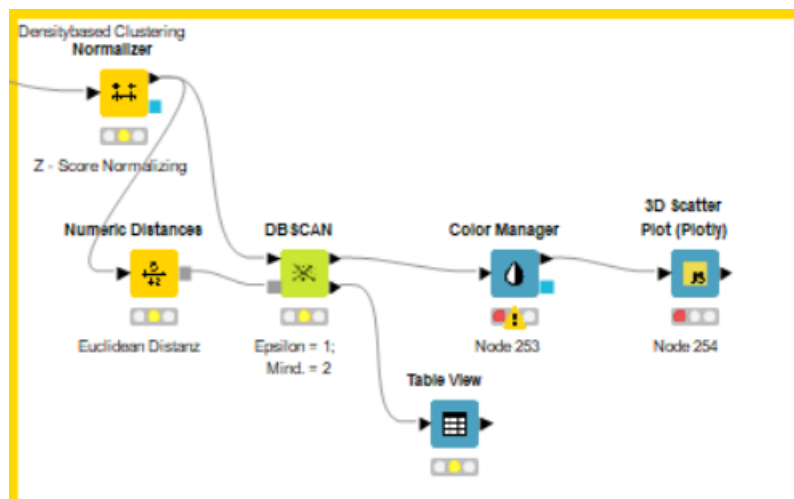 Densitybased Clustering
Normalizer
Z - Score Normalizing
Numeric Distances
Euclidean Distanz
DBSCAN
Epsilon = 1;
Mind. = 2
Color Manager
Node 253
3D Scatter
Plot (Plotly)
JS
Node 254
Table View